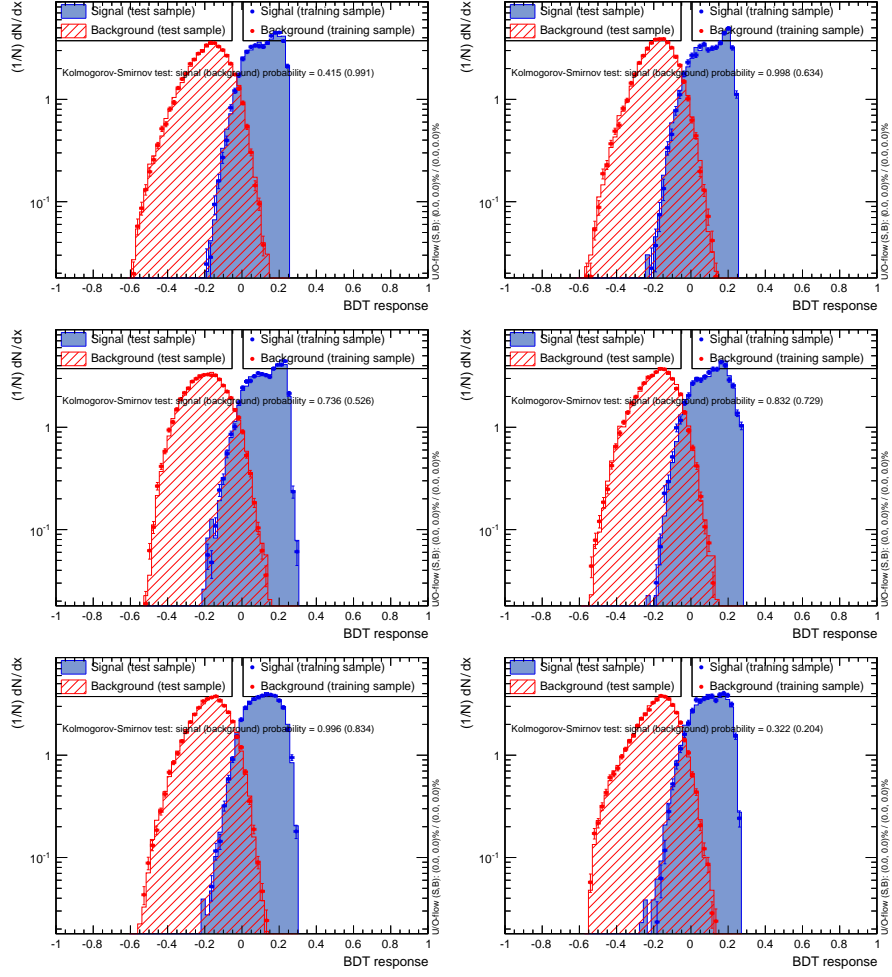 Signal (test sample)
Background (test sample)
Signal (training sample)
Background (training sample)
Kolmogorov-Smirnov test: signal (background) probability = 0.415 (0.991)
(1/N) dN/dx
1
10-1
-1 -0.8 -0.6 -0.4 -0.2 0 0.2 0.4 0.6 0.8 1
BDT response
U/O-flow (S,B): (0.0, 0.0)% / (0.0, 0.0)%
Signal (test sample)
Background (test sample)
Signal (training sample)
Background (training sample)
Kolmogorov-Smirnov test: signal (background) probability = 0.998 (0.634)
(1/N) dN/dx
1
10-1
-1 -0.8 -0.6 -0.4 -0.2 0 0.2 0.4 0.6 0.8 1
BDT response
U/O-flow (S,B): (0.0, 0.0)% / (0.0, 0.0)%
Signal (test sample)
Background (test sample)
Signal (training sample)
Background (training sample)
Kolmogorov-Smirnov test: signal (background) probability = 0.736 (0.526)
(1/N) dN/dx
1
10-1
-1 -0.8 -0.6 -0.4 -0.2 0 0.2 0.4 0.6 0.8 1
BDT response
U/O-flow (S,B): (0.0, 0.0)% / (0.0, 0.0)%
Signal (test sample)
Background (test sample)
Signal (training sample)
Background (training sample)
Kolmogorov-Smirnov test: signal (background) probability = 0.832 (0.729)
(1/N) dN/dx
1
10-1
-1 -0.8 -0.6 -0.4 -0.2 0 0.2 0.4 0.6 0.8 1
BDT response
U/O-flow (S,B): (0.0, 0.0)% / (0.0, 0.0)%
Signal (test sample)
Background (test sample)
Signal (training sample)
Background (training sample)
Kolmogorov-Smirnov test: signal (background) probability = 0.996 (0.834)
(1/N) dN/dx
1
10-1
-1 -0.8 -0.6 -0.4 -0.2 0 0.2 0.4 0.6 0.8 1
BDT response
U/O-flow (S,B): (0.0, 0.0)% / (0.0, 0.0)%
Signal (test sample)
Background (test sample)
Signal (training sample)
Background (training sample)
Kolmogorov-Smirnov test: signal (background) probability = 0.322 (0.204)
(1/N) dN/dx
1
10-1
-1 -0.8 -0.6 -0.4 -0.2 0 0.2 0.4 0.6 0.8 1
BDT response
U/O-flow (S,B): (0.0, 0.0)% / (0.0, 0.0)%